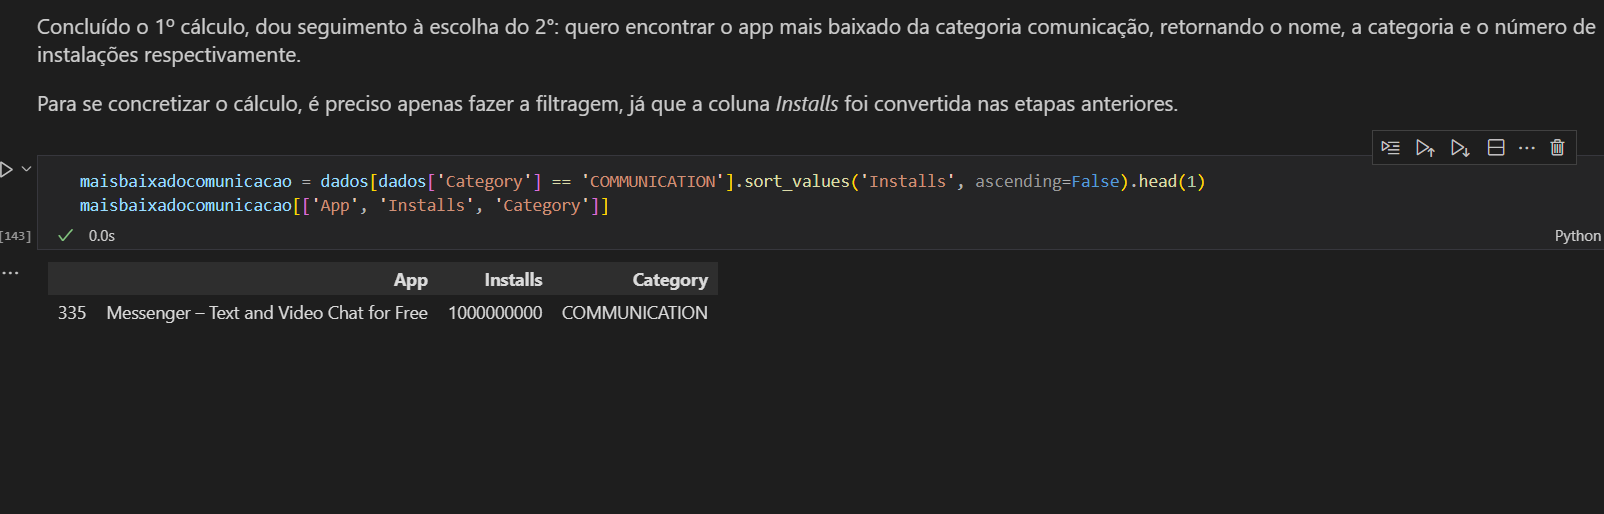 Concluído o 1º cálculo, dou seguimento à escolha do 2°: quero encontrar o app mais baixado da categoria comunicação, retornando o nome, a categoria e o número de
instalações respectivamente.
Para se concretizar o cálculo, é preciso apenas fazer a filtragem, já que a coluna Installs foi convertida nas etapas anteriores.
maisbaixadocomunicacao = dados[dados['Category'] == 'COMMUNICATION'].sort_values('Installs', ascending=False).head(1)
maisbaixadocomunicacao[['App', 'Installs', 'Category']]
[143] 0.0s Python
App Installs Category
335 Messenger – Text and Video Chat for Free 1000000000 COMMUNICATION